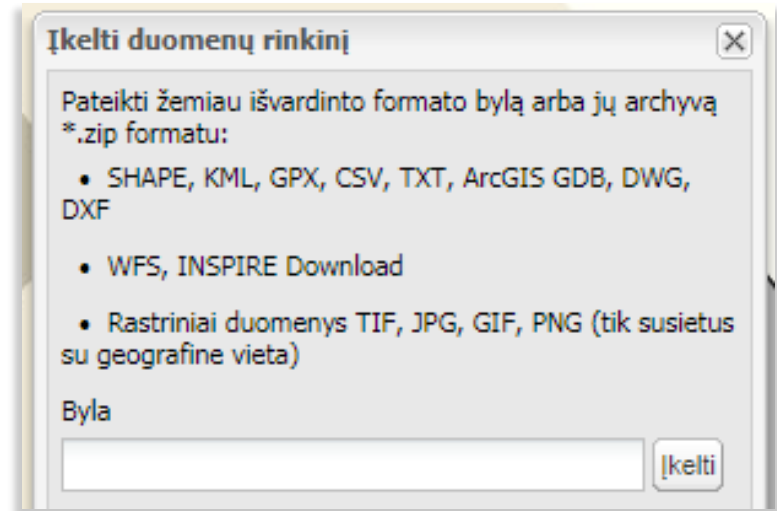 Įkelti duomenų rinkinį
Pateikti žemiau išvardinto formato bylą arba jų archyvą
*.zip formatu:
• SHAPE, KML, GPX, CSV, TXT, ArcGIS GDB, DWG,
DXF
• WFS, INSPIRE Download
• Rastriniai duomenys TIF, JPG, GIF, PNG (tik susietus
su geografine vieta)
Byla
Įkelti